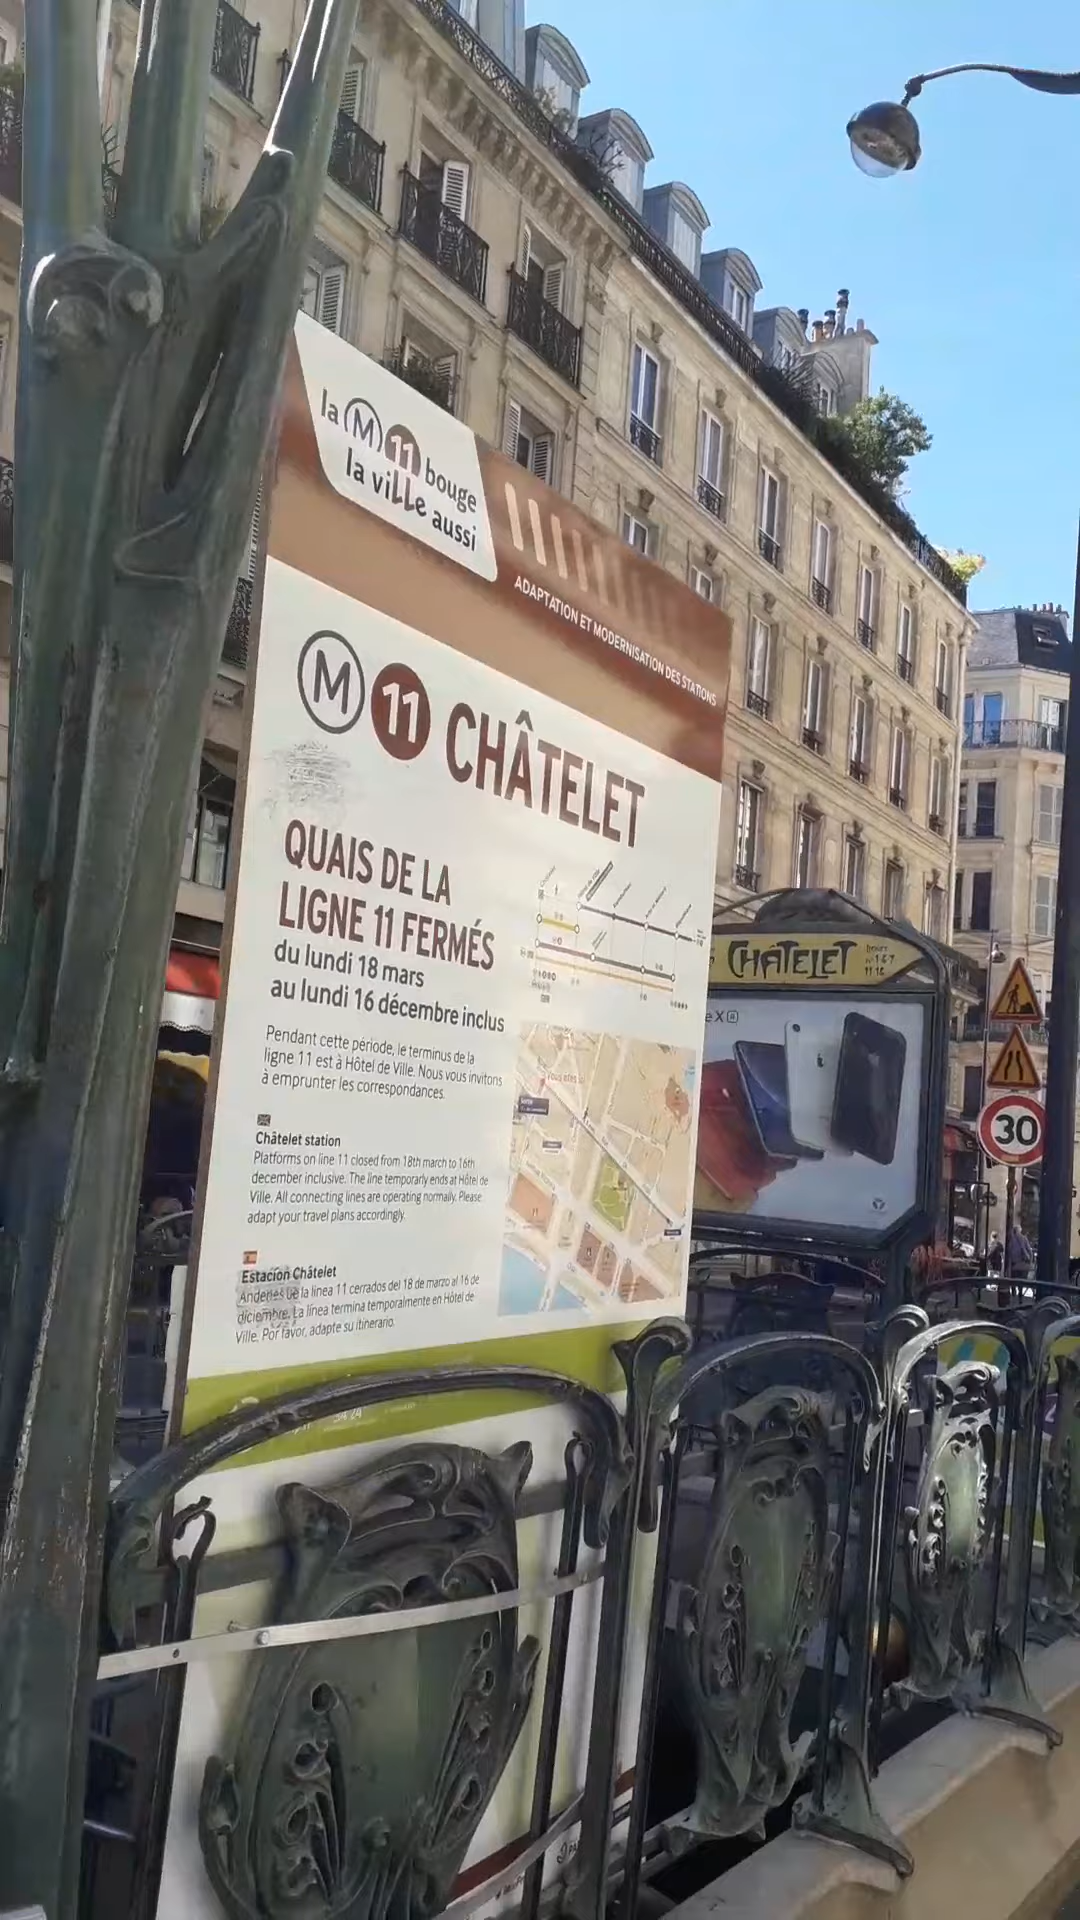 la M 11 bouge
la ville aussi
ADAPTATION ET MODERNISATION DES STATIONS
M 11 CHÂTELET
QUAIS DE LA
LIGNE 11 FERMÉS
du lundi 18 mars
au lundi 16 décembre inclus
Pendant cette période, le terminus de la
ligne 11 est à Hôtel de Ville. Nous vous invitons
à emprunter les correspondances.
Châtelet station
Platforms on line 11 closed from 18th march to 16th
december inclusive. The line temporarly ends at Hôtel de
Ville. All connecting lines are operating normally. Please
adapt your travel plans accordingly.
Estacion Châtelet
Andenes de la línea 11 cerrados del 18 de marzo al 16 de
diciembre. La línea termina temporalmente en Hôtel de
Ville. Por favor, adapte su itinerario.
Vous êtes ici
CHATELET
30